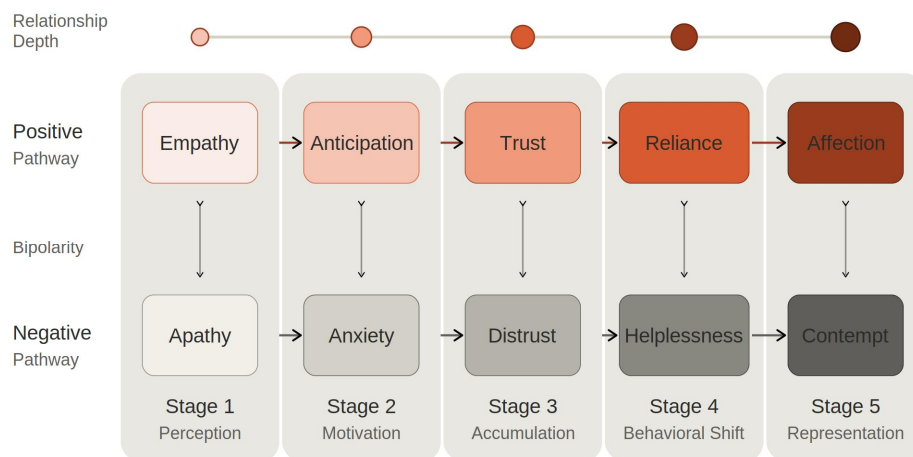 Relationship
Depth
Positive
Pathway
Empathy
Anticipation
Trust
Reliance
Affection
Bipolarity
Negative
Pathway
Apathy
Anxiety
Distrust
Helplessness
Contempt
Stage 1
Perception
Stage 2
Motivation
Stage 3
Accumulation
Stage 4
Behavioral Shift
Stage 5
Representation